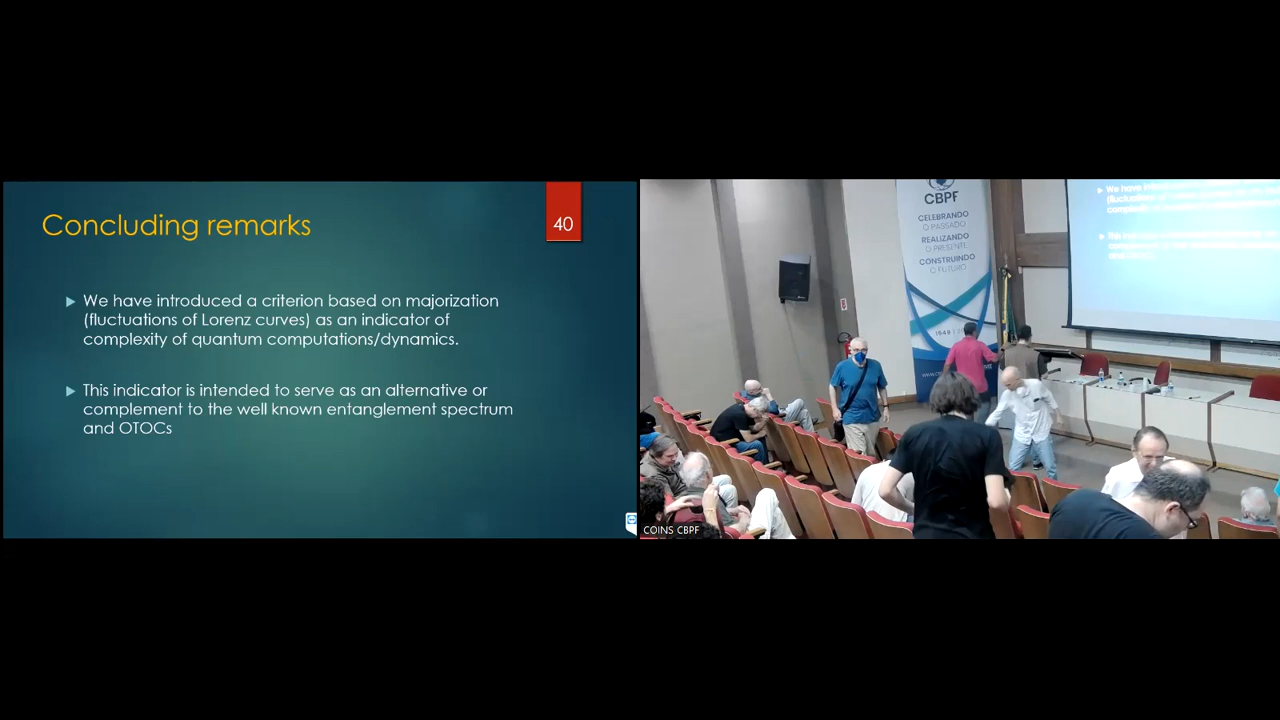 Concluding remarks
40
We have introduced a criterion based on majorization
(fluctuations of Lorenz curves) as an indicator of
complexity of quantum computations/dynamics.
This indicator is intended to serve as an alternative or
complement to the well known entanglement spectrum
and OTOCs
CBPF
CELEBRANDO
O PASSADO
REALIZANDO
O PRESENTE
CONSTRUINDO
O FUTURO
We have
COINS CBPF